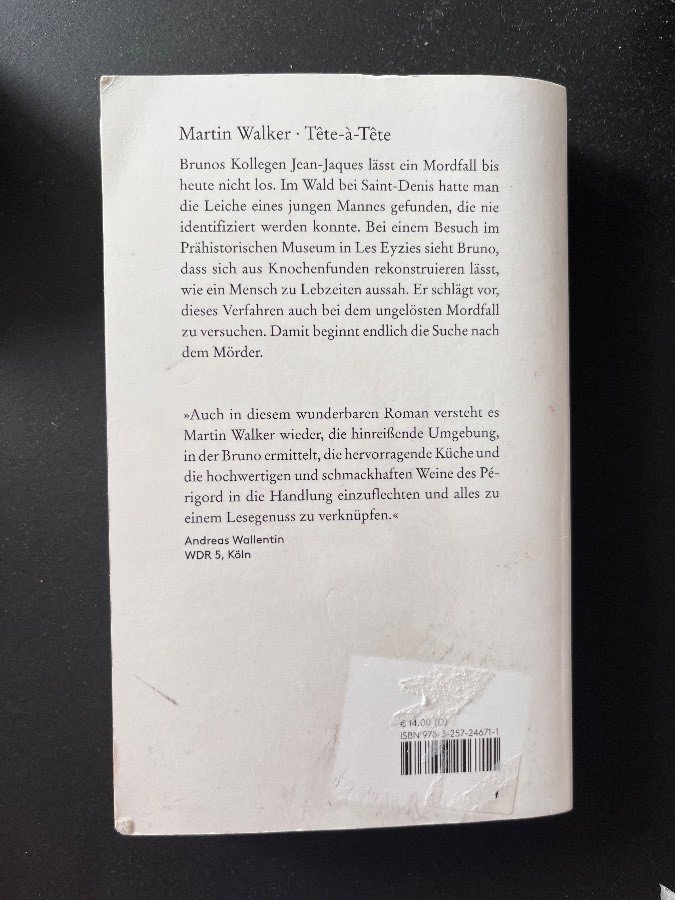 Martin Walker · Tête-à-Tête
Brunos Kollegen Jean-Jaques lässt ein Mordfall bis
heute nicht los. Im Wald bei Saint-Denis hatte man
die Leiche eines jungen Mannes gefunden, die nie
identifiziert werden konnte. Bei einem Besuch im
Prähistorischen Museum in Les Eyzies sieht Bruno,
dass sich aus Knochenfunden rekonstruieren lässt,
wie ein Mensch zu Lebzeiten aussah. Er schlägt vor,
dieses Verfahren auch bei dem ungelösten Mordfall
zu versuchen. Damit beginnt endlich die Suche nach
dem Mörder.
»Auch in diesem wunderbaren Roman versteht es
Martin Walker wieder, die hinreißende Umgebung,
in der Bruno ermittelt, die hervorragende Küche und
die hochwertigen und schmackhaften Weine des Pé-
rigord in die Handlung einzuflechten und alles zu
einem Lesegenuss zu verknüpfen.«
Andreas Wallentin
WDR 5, Köln
€ 14.00 (D)
ISBN 978-3-257-24671-1